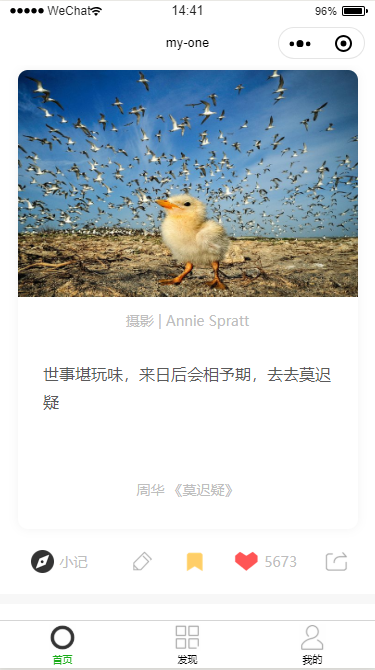 WeChat
14:41
96%
my-one
摄影 | Annie Spratt
世事堪玩味，来日后会相予期，去去莫迟
疑
周华 《莫迟疑》
小记
5673
首页
发现
我的